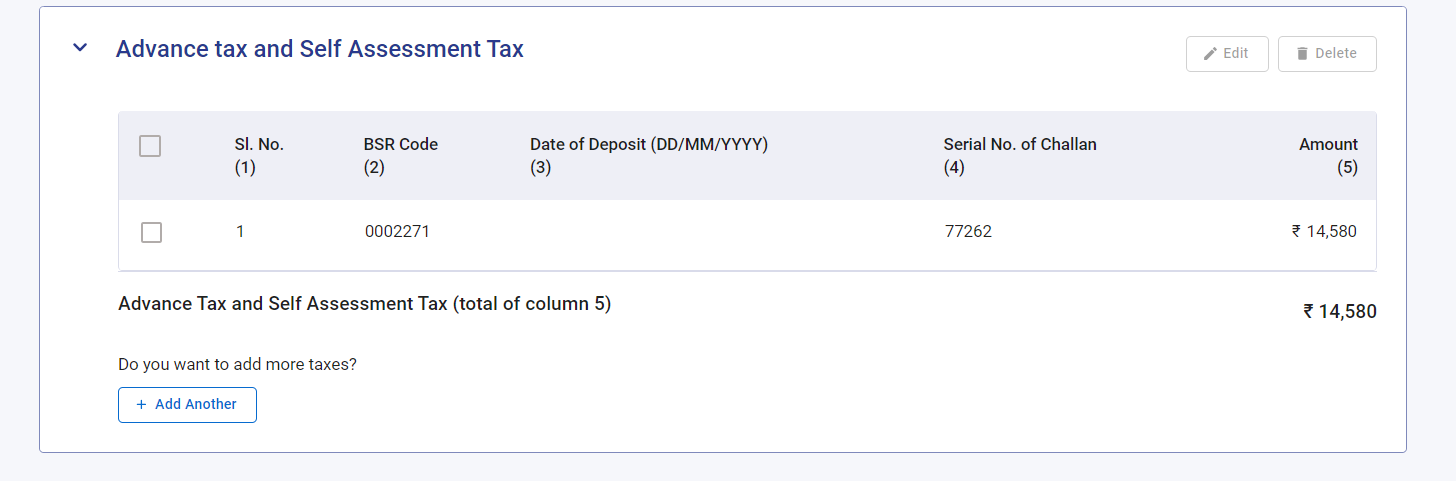 Advance tax and Self Assessment Tax
Edit
Delete
Sl. No. BSR Code Date of Deposit (DD/MM/YYYY) Serial No. of Challan Amount
(1) (2) (3) (4) (5)
1 0002271 77262 ₹ 14,580
Advance Tax and Self Assessment Tax (total of column 5) ₹ 14,580
Do you want to add more taxes?
+ Add Another